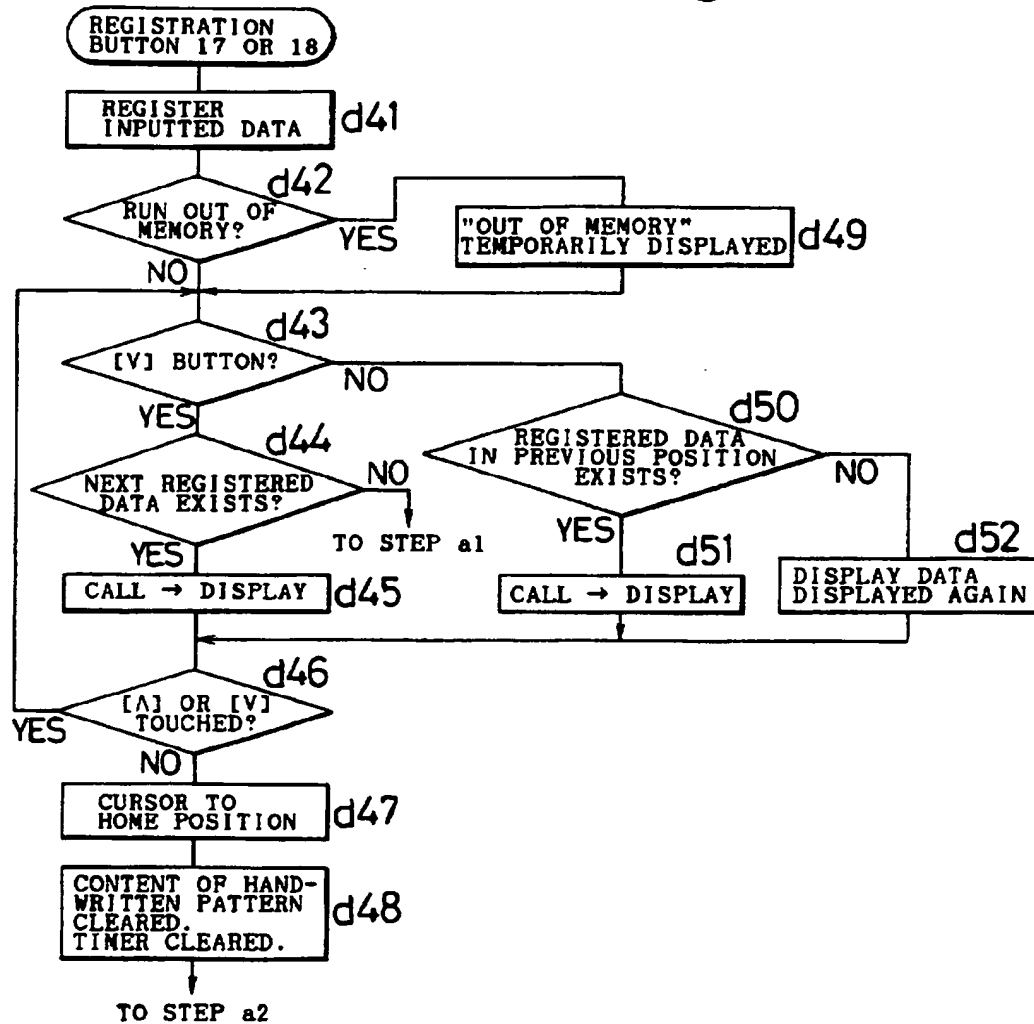 REGISTRATION
BUTTON 17 OR 18
REGISTER
INPUTTED DATA
d41
d42
RUN OUT OF
MEMORY?
YES
NO
"OUT OF MEMORY"
TEMPORARILY DISPLAYED
d49
d43
[V] BUTTON?
NO
YES
d44
NEXT REGISTERED
DATA EXISTS?
NO
TO STEP a1
YES
d50
REGISTERED DATA
IN PREVIOUS POSITION
EXISTS?
NO
YES
CALL → DISPLAY
d45
d51
CALL → DISPLAY
d52
DISPLAY DATA
DISPLAYED AGAIN
d46
[Λ] OR [V]
TOUCHED?
YES
NO
CURSOR TO
HOME POSITION
d47
CONTENT OF HAND-
WRITTEN PATTERN
CLEARED.
TIMER CLEARED.
d48
TO STEP a2